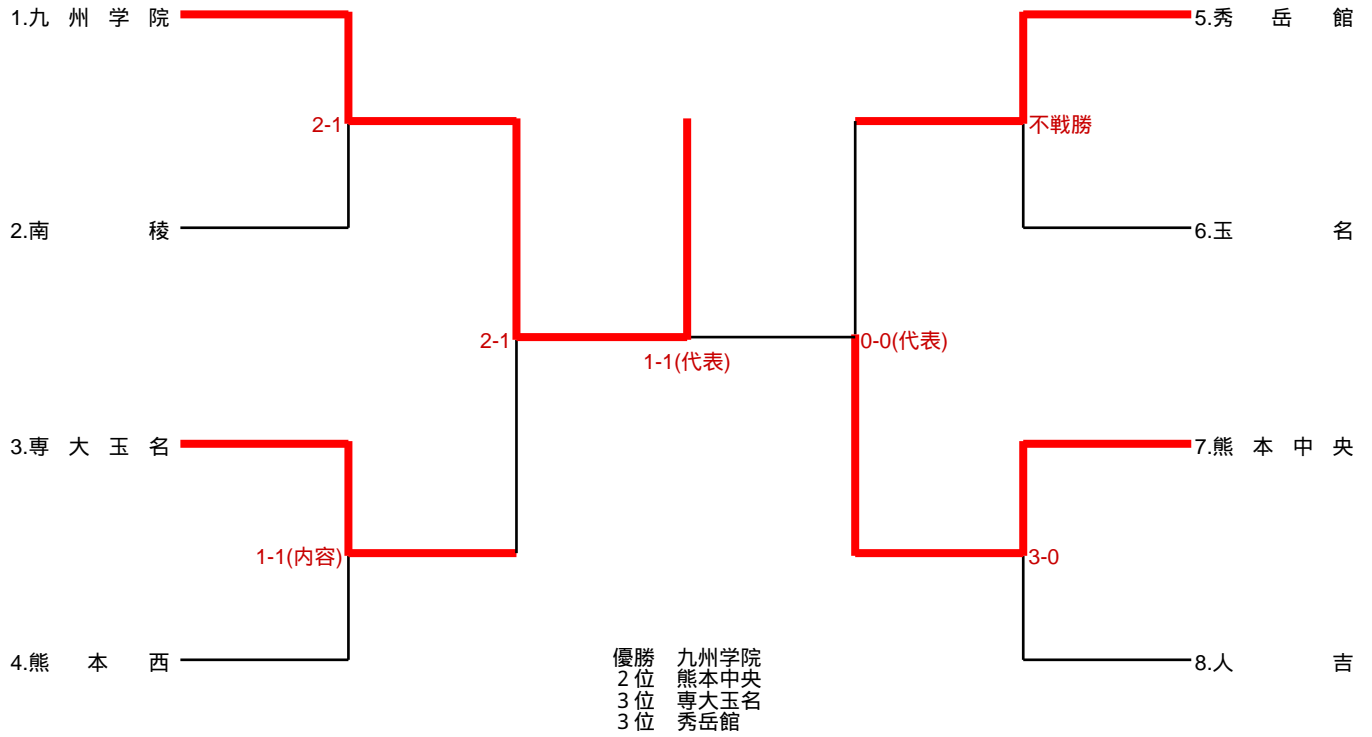 1.九州学院
5.秀岳館
2-1
不戦勝
2.南稜
6.玉名
2-1
1-1(代表)
0-0(代表)
3.専大玉名
7.熊本中央
1-1(内容)
3-0
4.熊本西
8.人吉
優勝 九州学院
2位 熊本中央
3位 専大玉名
3位 秀岳館